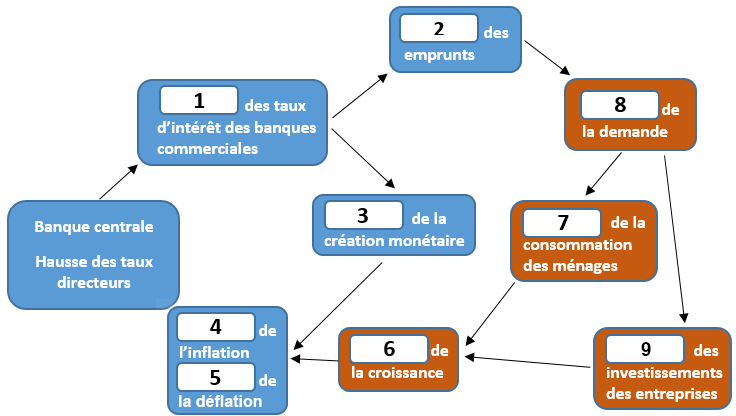 2 des
emprunts
1 des taux
d'intérêt des banques
commerciales
8 de
la demande
3 de la
création monétaire
7 de la
consommation
des ménages
Banque centrale
Hausse des taux
directeurs
4 de
l'inflation
5 de
la déflation
6 de
la croissance
9 des
investissements
des entreprises